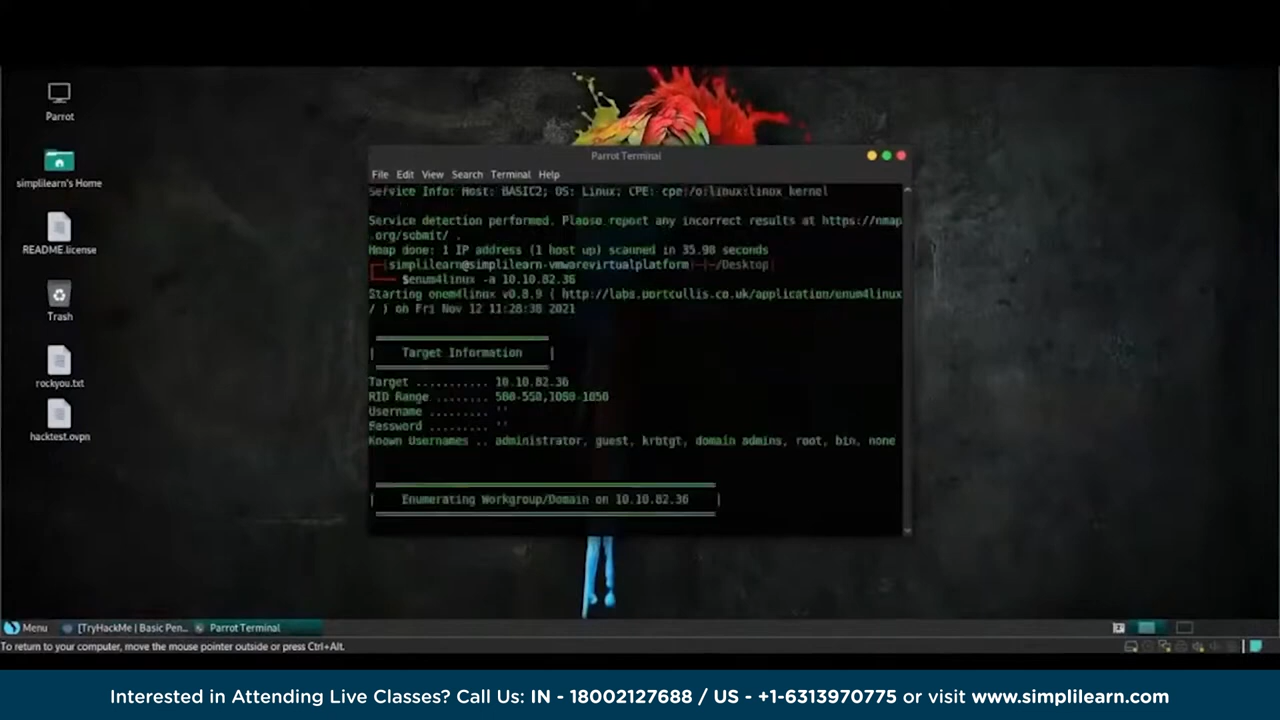 Parrot
simplilearn's Home
README.license
Trash
rockyou.txt
hacktest.ovpn
Parrot Terminal
File Edit View Search Terminal Help
Service Info: Host: BASIC2; OS: Linux; CPE: cpe:/o:linux:linux_kernel
Service detection performed. Please report any incorrect results at https://nmap
.org/submit/ .
Nmap done: 1 IP address (1 host up) scanned in 35.98 seconds
[simplilearn@simplilearn-vmwarevirtualplatform]─[~/Desktop]
$enum4linux -a 10.10.82.36
Starting enum4linux v0.8.9 ( http://labs.portcullis.co.uk/application/enum4linux
/ ) on Fri Nov 12 11:28:38 2021
| Target Information |
Target ........... 10.10.82.36
RID Range ........ 500-550,1000-1050
Username ......... ''
Password ......... ''
Known Usernames .. administrator, guest, krbtgt, domain admins, root, bin, none
| Enumerating Workgroup/Domain on 10.10.82.36 |
Menu [TryHackMe | Basic Pen... Parrot Terminal
To return to your computer, move the mouse pointer outside or press Ctrl+Alt.
Interested in Attending Live Classes? Call Us: IN - 18002127688 / US - +1-6313970775 or visit www.simplilearn.com